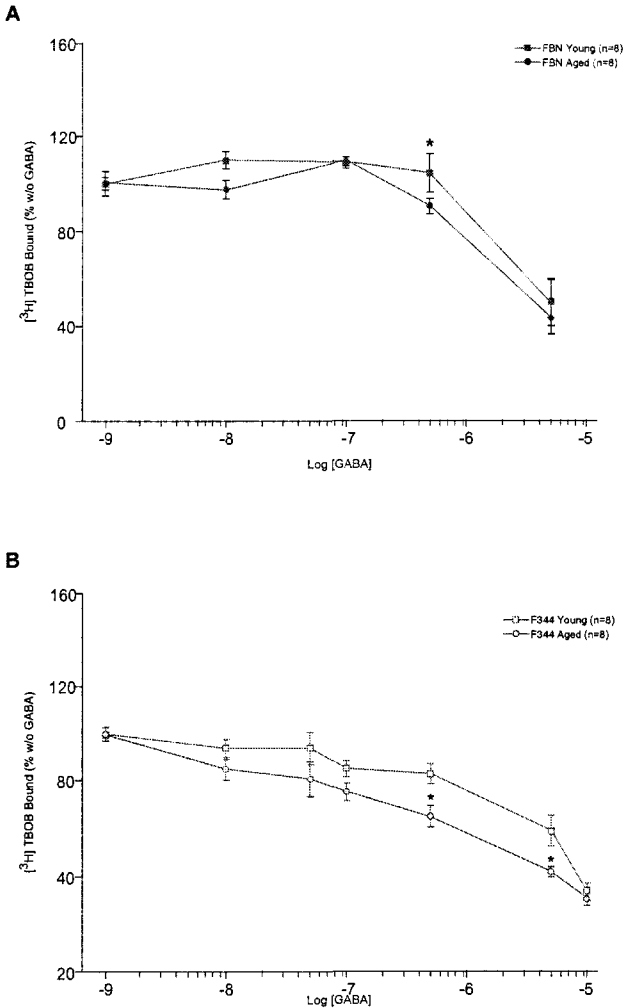 A
160
120
80
40
0
[³H] TBOB Bound (% w/o GABA)
FBN Young (n=8)
FBN Aged (n=8)
*
-9 -8 -7 -6 -5
Log [GABA]
B
160
120
80
40
20
[³H] TBOB Bound (% w/o GABA)
F344 Young (n=8)
F344 Aged (n=8)
*
*
-9 -8 -7 -6 -5
Log [GABA]